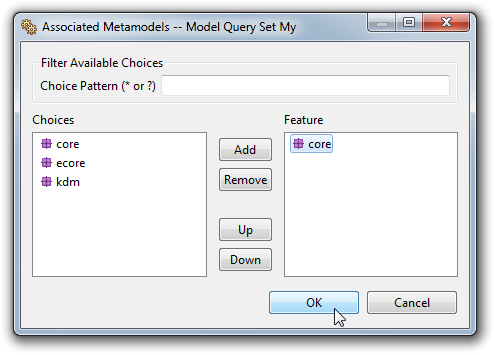 Associated Metamodels -- Model Query Set My
Filter Available Choices
Choice Pattern (* or ?)
Choices
core
ecore
kdm
Add
Remove
Up
Down
Feature
core
OK
Cancel